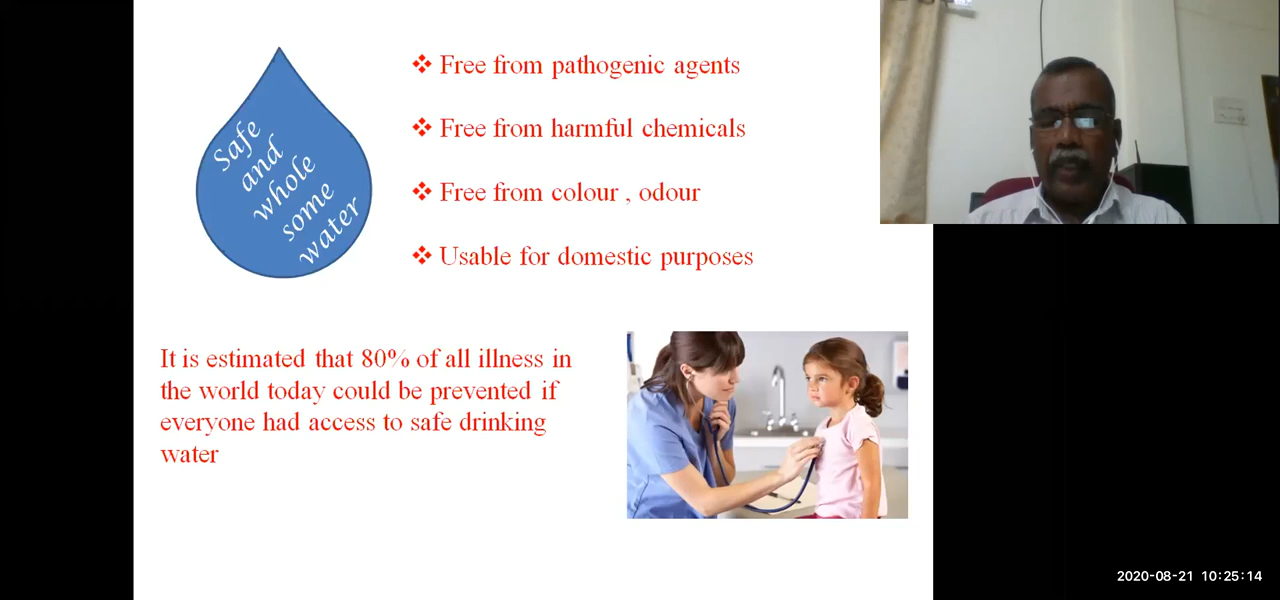 Safe
and
whole
some
water
❖ Free from pathogenic agents
❖ Free from harmful chemicals
❖ Free from colour , odour
❖ Usable for domestic purposes
It is estimated that 80% of all illness in
the world today could be prevented if
everyone had access to safe drinking
water
2020-08-21 10:25:14